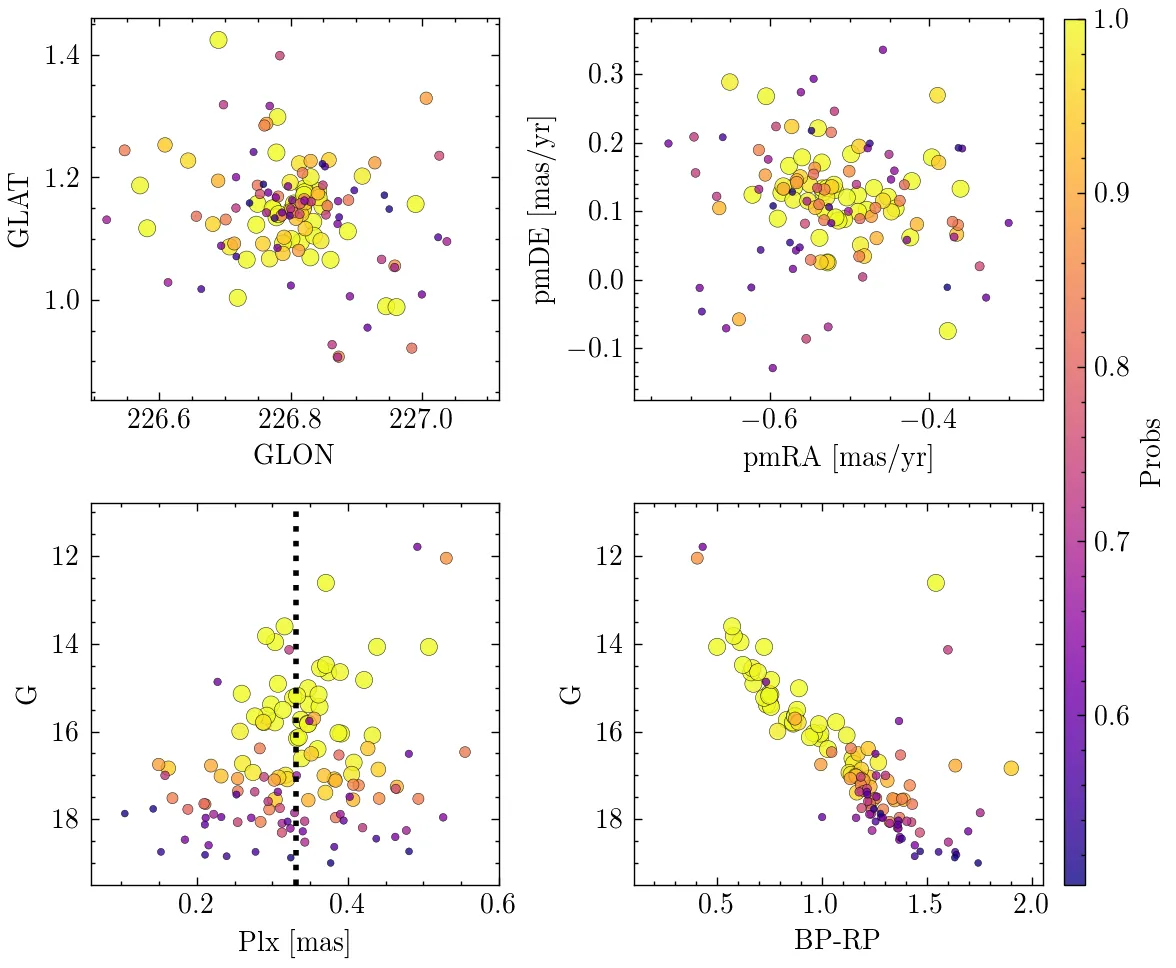 1.4
1.2
1.0
GLAT
226.6 226.8 227.0
GLON
0.3
0.2
0.1
0.0
−0.1
pmDE [mas/yr]
−0.6 −0.4
pmRA [mas/yr]
12
14
16
18
G
0.2 0.4 0.6
Plx [mas]
12
14
16
18
G
0.5 1.0 1.5 2.0
BP-RP
1.0
0.9
0.8
0.7
0.6
Probs